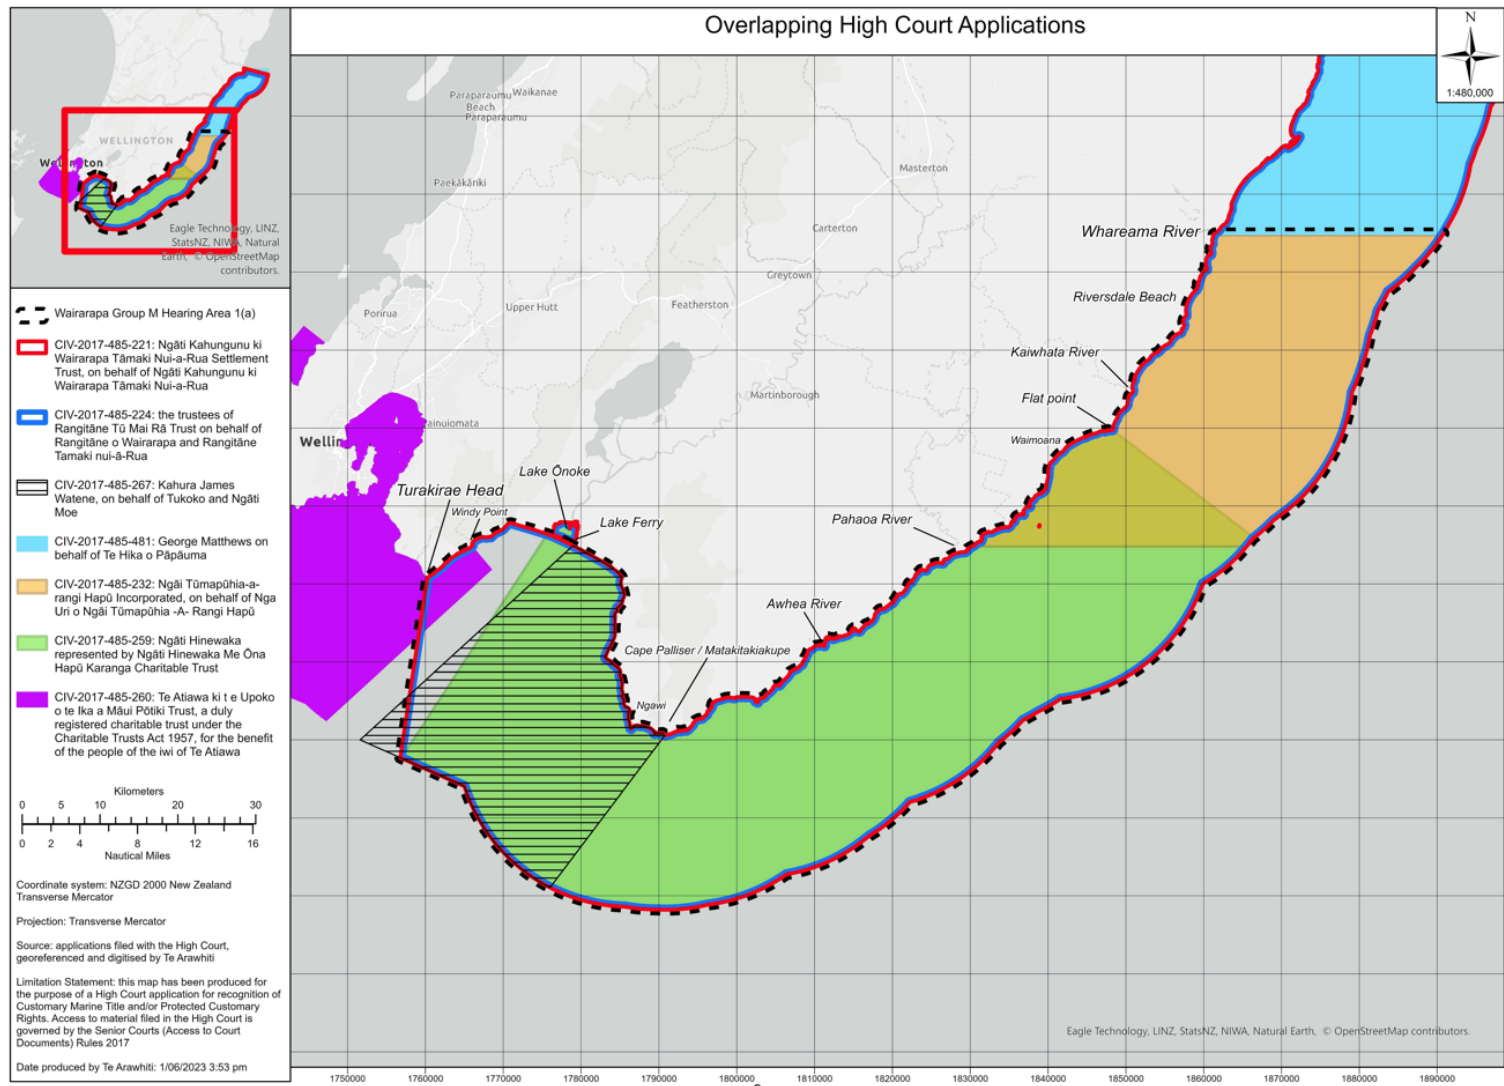 Overlapping High Court Applications
N
1:480,000
WELLINGTON
Eagle Technology, LINZ,
StatsNZ, NIWA, Natural
Earth, © OpenStreetMap
contributors.
Wairarapa Group M Hearing Area 1(a)
CIV-2017-485-221: Ngāti Kahungunu ki
Wairarapa Tāmaki Nui-a-Rua Settlement
Trust, on behalf of Ngāti Kahungunu ki
Wairarapa Tāmaki Nui-a-Rua
CIV-2017-485-224: the trustees of
Rangitāne Tū Mai Rā Trust on behalf of
Rangitāne o Wairarapa and Rangitāne
Tamaki nui-ā-Rua
CIV-2017-485-267: Kahura James
Watene, on behalf of Tukoko and Ngāti
Moe
CIV-2017-485-481: George Matthews on
behalf of Te Hika o Pāpāuma
CIV-2017-485-232: Ngāi Tūmapūhia-a-
rangi Hapū Incorporated, on behalf of Nga
Uri o Ngāi Tūmapūhia -A- Rangi Hapū
CIV-2017-485-259: Ngāti Hinewaka
represented by Ngāti Hinewaka Me Ōna
Hapū Karanga Charitable Trust
CIV-2017-485-260: Te Atiawa ki t e Upoko
o te Ika a Māui Pōtiki Trust, a duly
registered charitable trust under the
Charitable Trusts Act 1957, for the benefit
of the people of the iwi of Te Atiawa
Kilometers
0 5 10 20 30
0 2 4 8 12 16
Nautical Miles
Coordinate system: NZGD 2000 New Zealand
Transverse Mercator
Projection: Transverse Mercator
Source: applications filed with the High Court,
georeferenced and digitised by Te Arawhiti
Limitation Statement: this map has been produced for
the purpose of a High Court application for recognition of
Customary Marine Title and/or Protected Customary
Rights. Access to material filed in the High Court is
governed by the Senior Courts (Access to Court
Documents) Rules 2017
Date produced by Te Arawhiti: 1/06/2023 3:53 pm
Paraparaumu
Beach
Waikanae
Paraparaumu
Paekākāriki
Masterton
Carterton
Greytown
Featherston
Upper Hutt
Porirua
Martinborough
Whareama River
Riversdale Beach
Kaiwhata River
Flat point
Waimoana
Wellin
ainuiomata
Lake Ōnoke
Turakirae Head
Windy Point
Lake Ferry
Pahaoa River
Awhea River
Cape Palliser / Matakitakiakupe
Ngawi
Eagle Technology, LINZ, StatsNZ, NIWA, Natural Earth, © OpenStreetMap contributors.
1750000 1760000 1770000 1780000 1790000 1800000 1810000 1820000 1830000 1840000 1850000 1860000 1870000 1880000 1890000